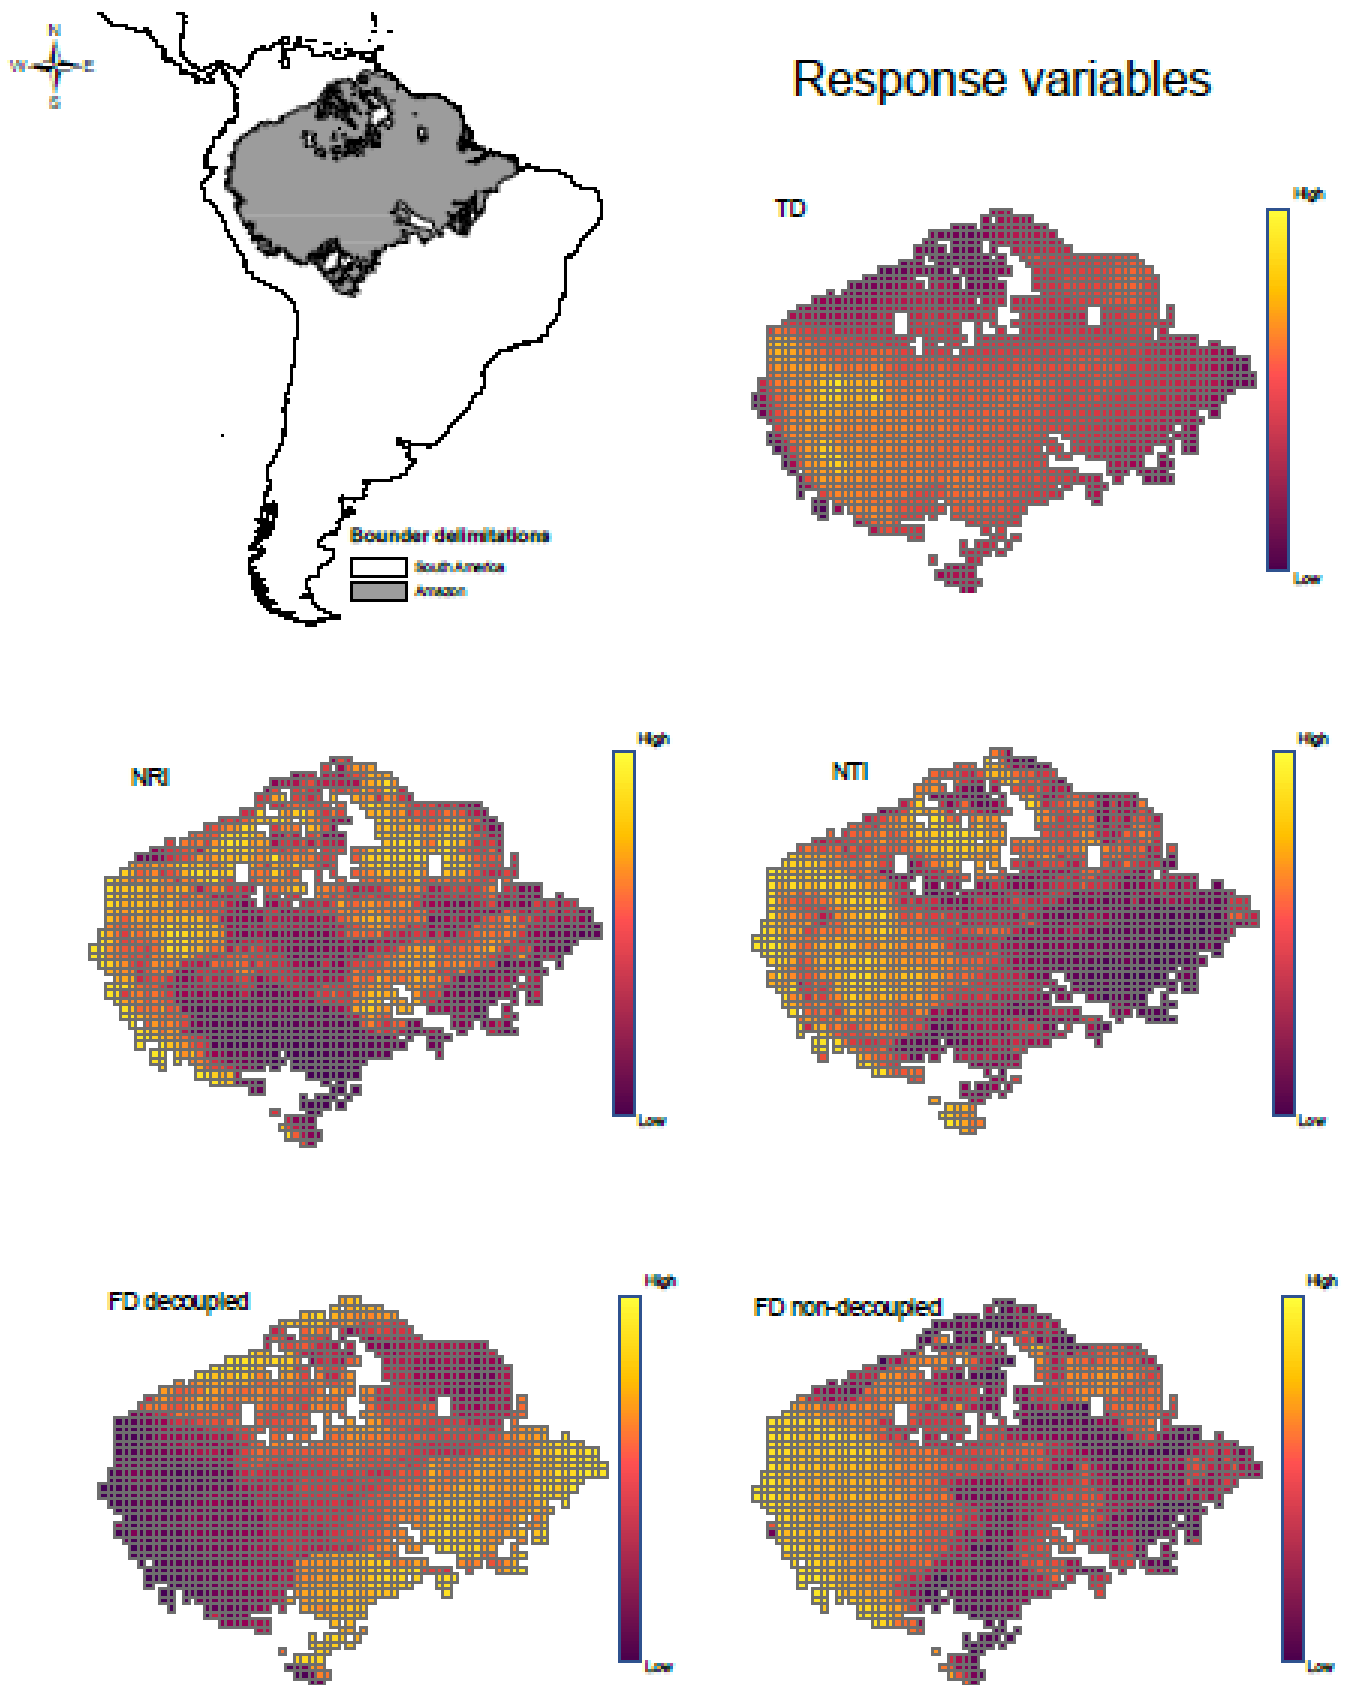 N
W E
S
Response variables
Bounder delimitations
South America
Amazon
TD
High
Low
NRI
High
Low
NTI
High
Low
FD decoupled
High
Low
FD non-decoupled
High
Low